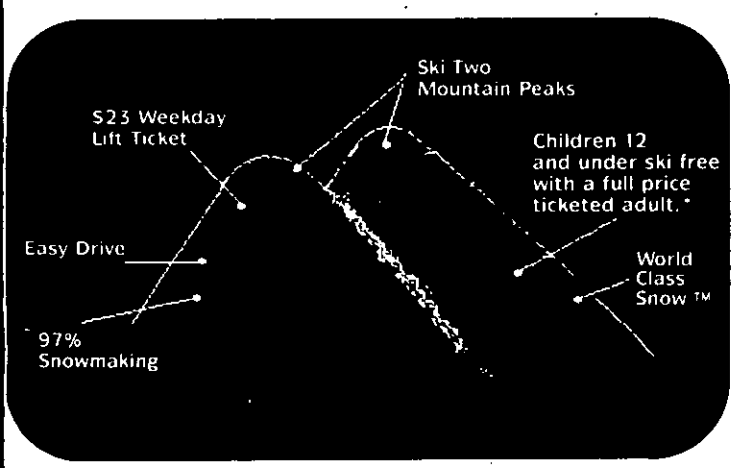 Ski Two
Mountain Peaks
$23 Weekday
Lift Ticket
Children 12
and under ski free
with a full price
ticketed adult.*
Easy Drive
World
Class
Snow ™
97%
Snowmaking